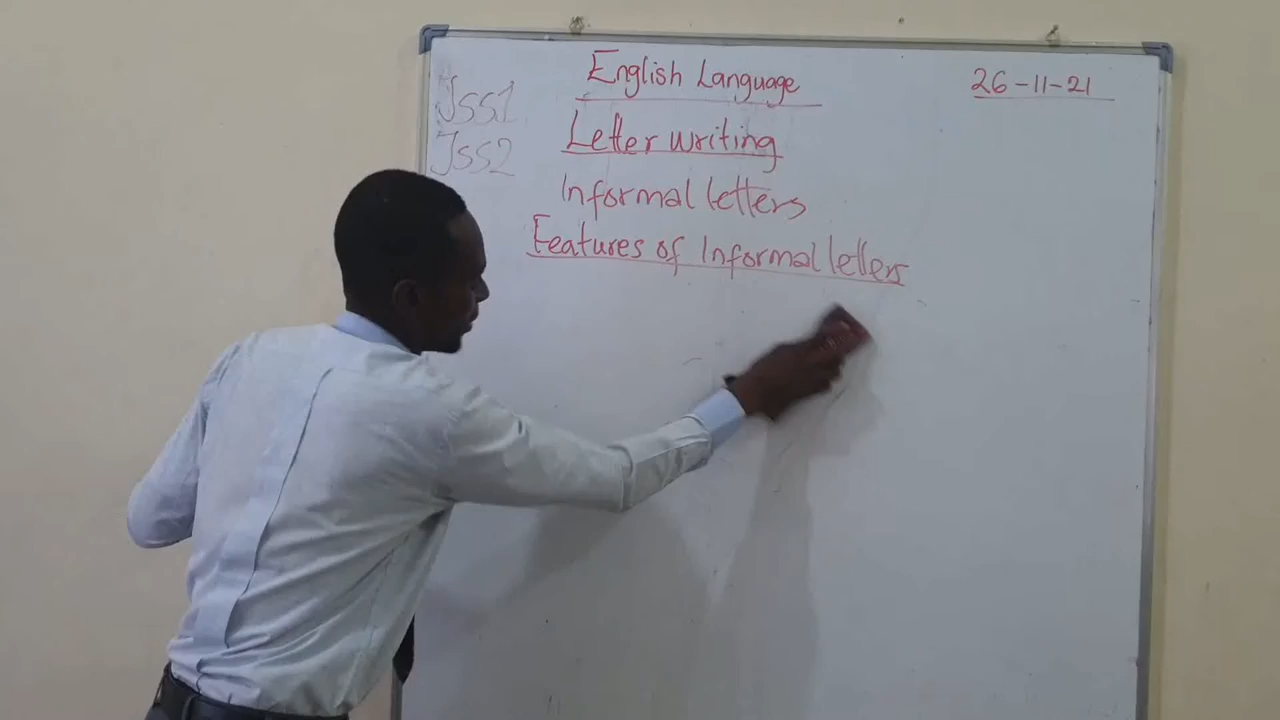 English Language
26-11-21
Jss1
Jss2
Letter writing
Informal letters
Features of Informal letters